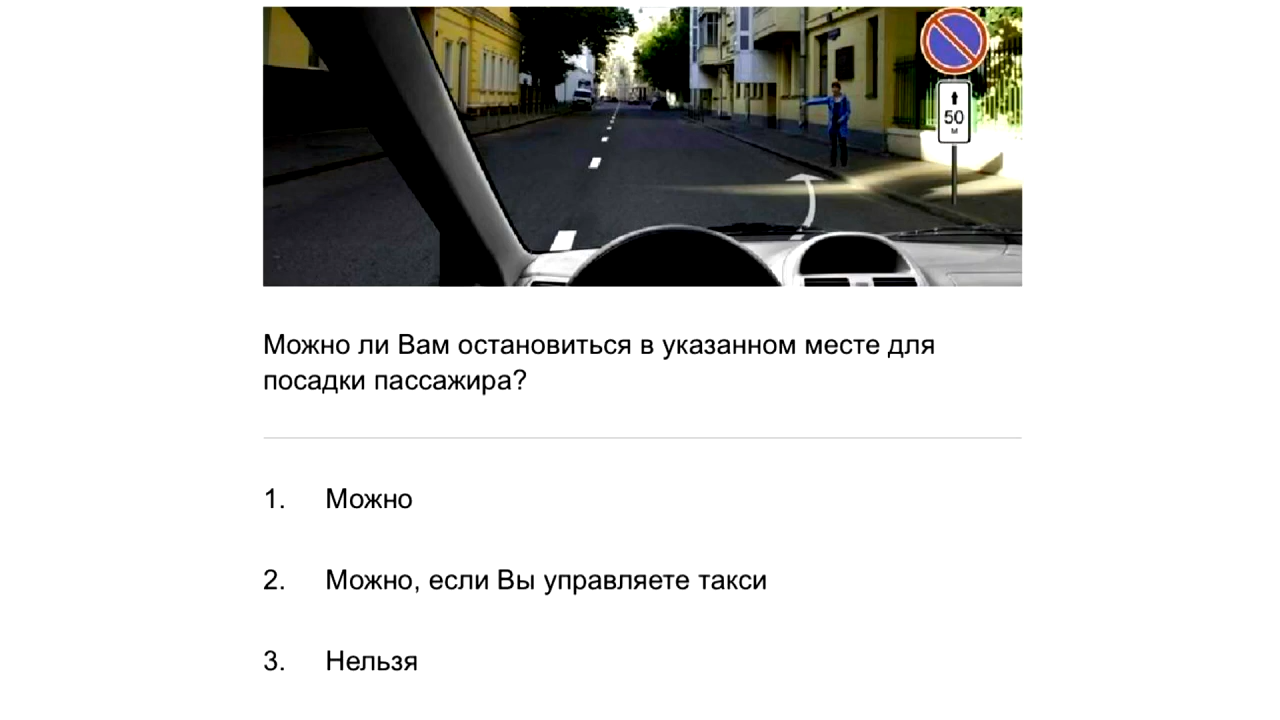 50
м
Можно ли Вам остановиться в указанном месте для
посадки пассажира?
1. Можно
2. Можно, если Вы управляете такси
3. Нельзя